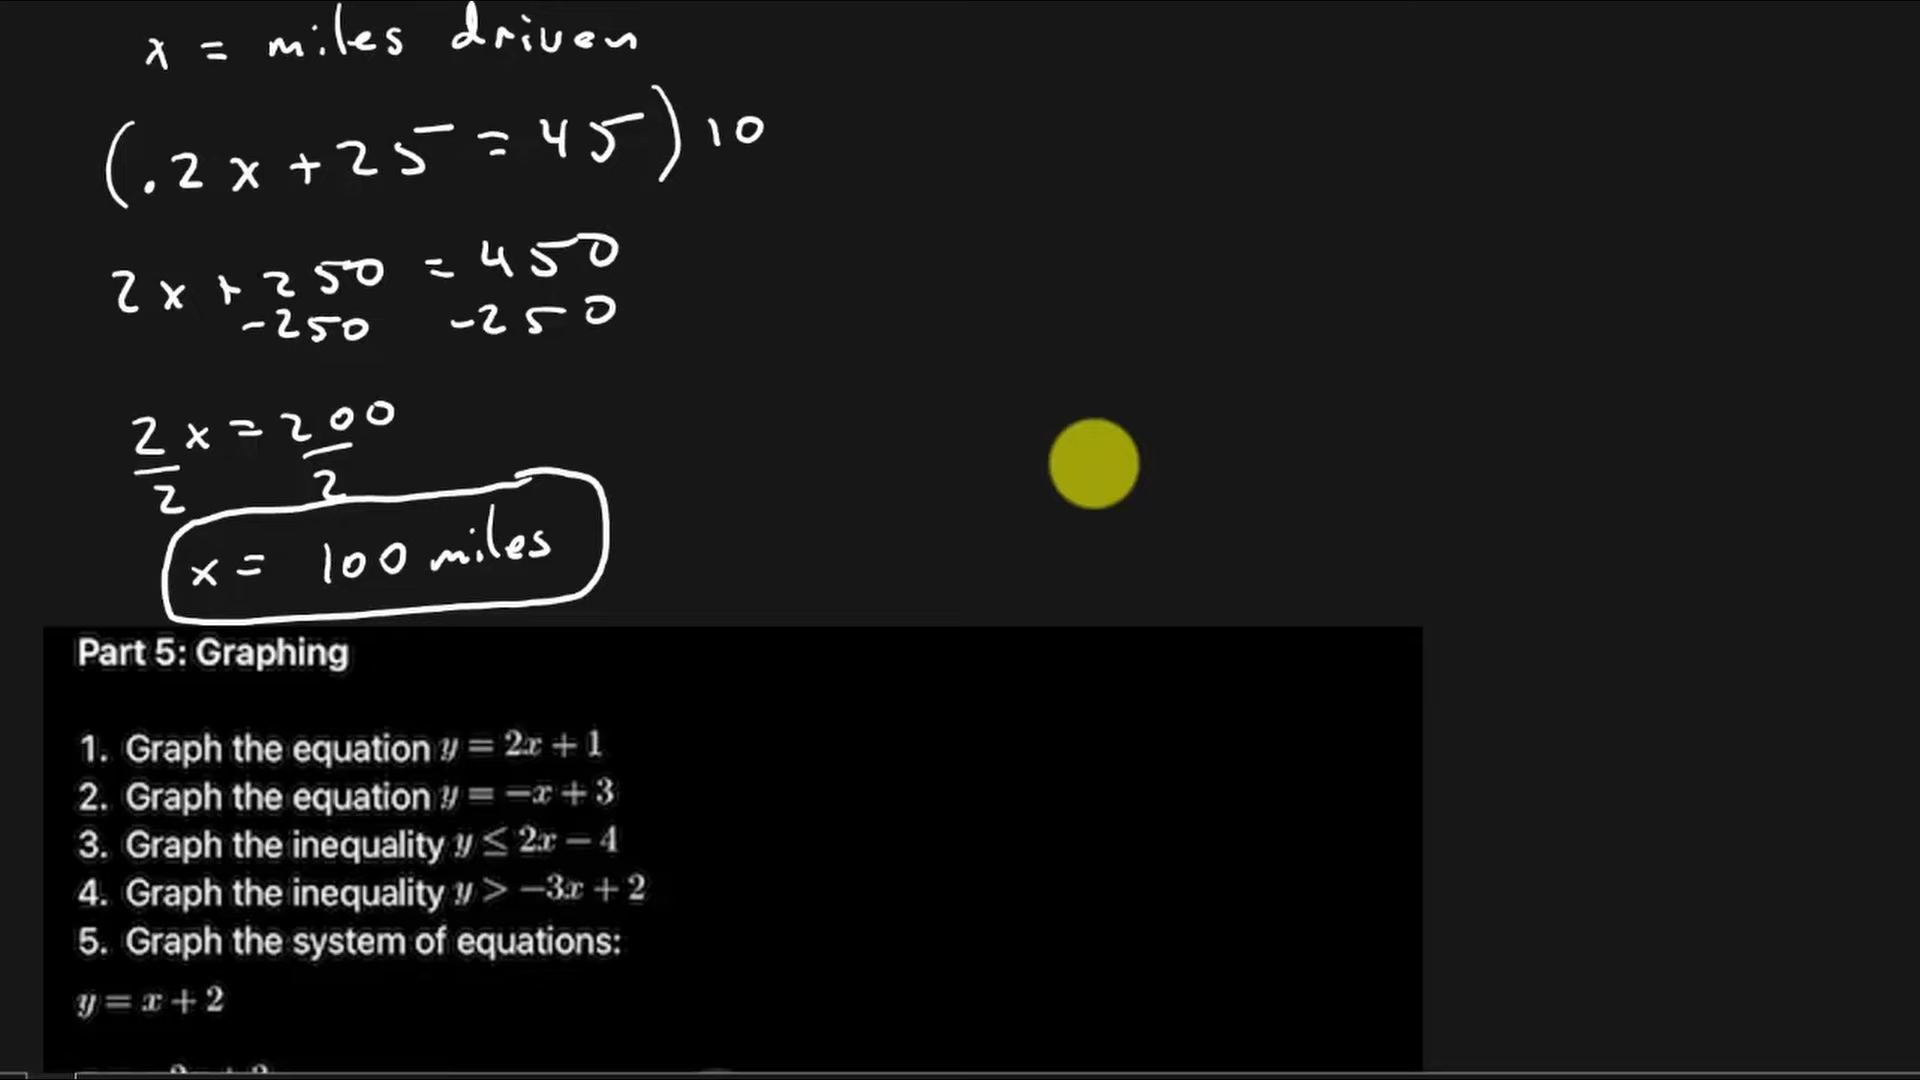 x = miles driven
(.2x + 25 = 45) 10
2x + 250 = 450
-250 -250
2x = 200
2 2
x = 100 miles
Part 5: Graphing
1. Graph the equation y = 2x + 1
2. Graph the equation y = −x + 3
3. Graph the inequality y ≤ 2x − 4
4. Graph the inequality y > −3x + 2
5. Graph the system of equations:
y = x + 2